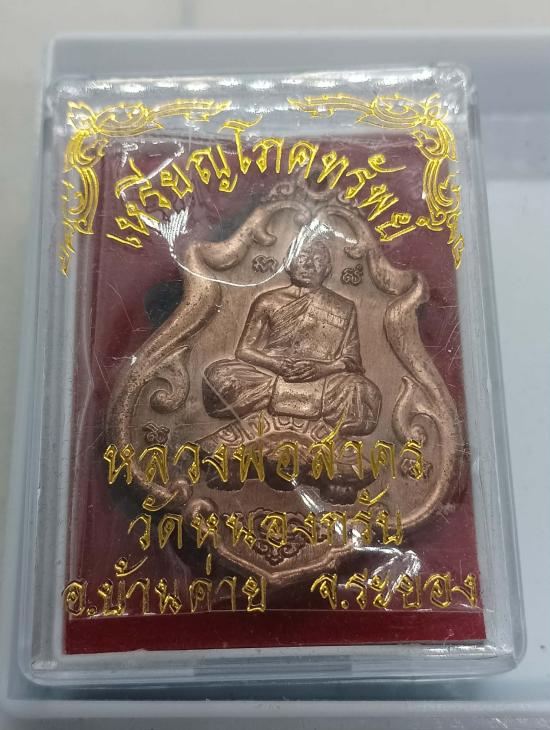 เหรียญโภคทรัพย์
หลวงพ่อสาคร
วัดหนองกรับ
อ.บ้านค่าย จ.ระยอง